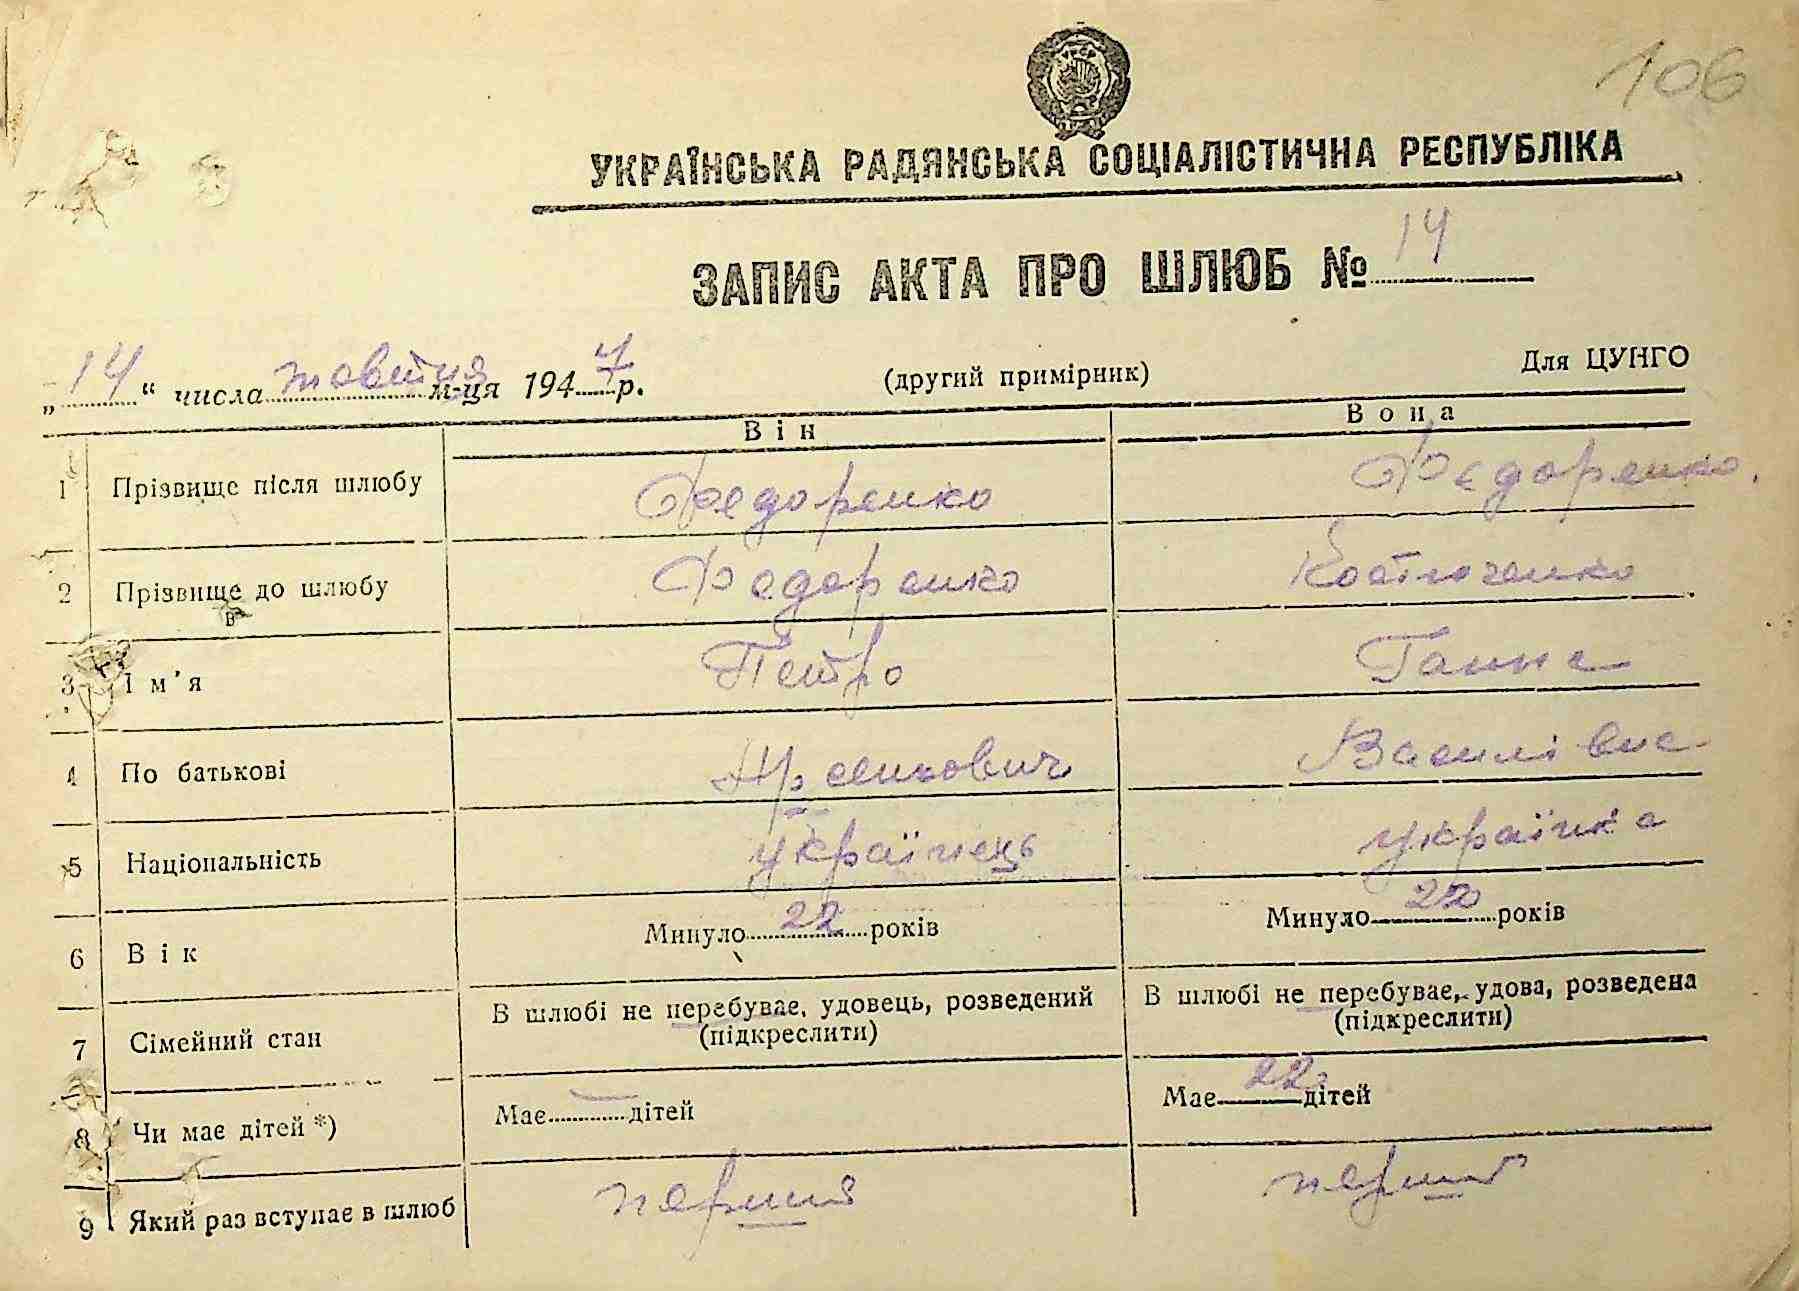 106
УКРАЇНСЬКА РАДЯНСЬКА СОЦІАЛІСТИЧНА РЕСПУБЛІКА
ЗАПИС АКТА ПРО ШЛЮБ № 14
„14“ числа жовтня м-ця 1947 р. (другий примірник) Для ЦУНГО
Він Вона
1 Прізвище після шлюбу Федоренко Федоренко.
2 Прізвище до шлюбу Федоренко Костюченко
3 Ім'я Петро Ганна
4 По батькові Василівна
5 Національність українець українка
6 Вік Минуло 22 років Минуло років
7 Сімейний стан В шлюбі не перебуває, удовець, розведений (підкреслити) В шлюбі не перебуває, удова, розведена (підкреслити)
8 Чи має дітей *) Має — дітей Має дітей
9 Який раз вступає в шлюб перший перший